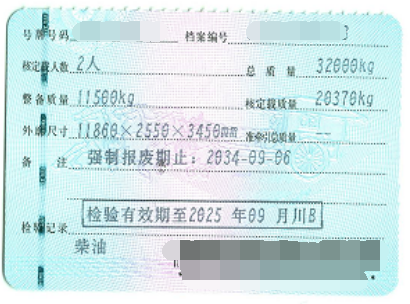 号牌号码 档案编号
核定载人数 2人 总质量 32000kg
整备质量 11500kg 核定载质量 20370kg
外廓尺寸 11860×2550×3450mm 准牵引总质量 --
备注 强制报废期止：2034-09-06
检验有效期至2025 年09 月川B
检验记录
柴油